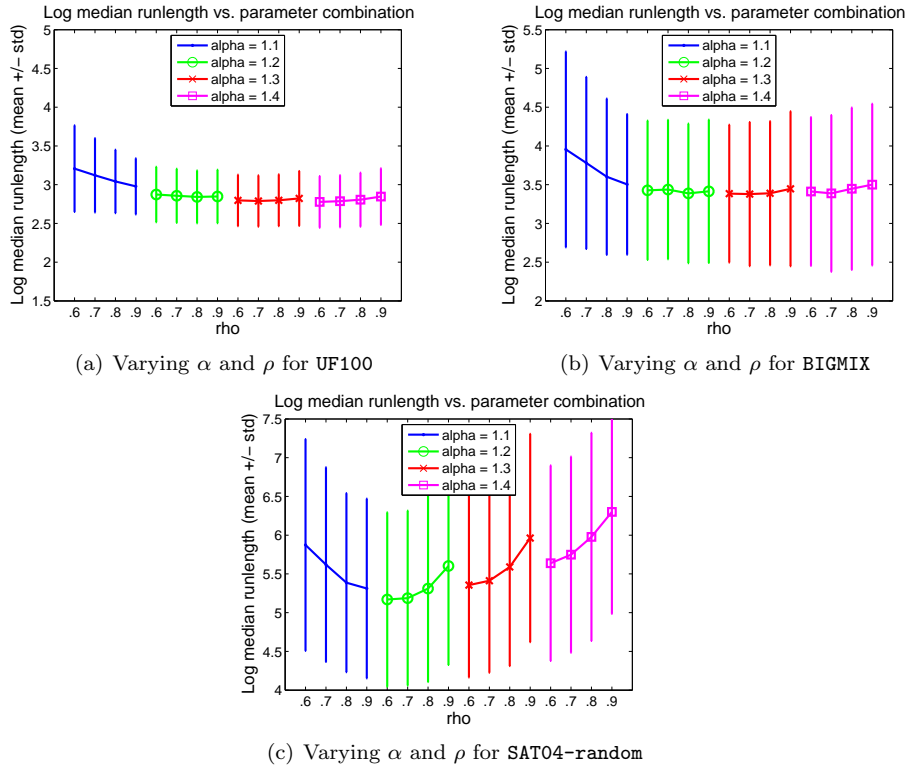 Log median runlength vs. parameter combination
Log median runlength (mean +/− std)
5
4.5
4
3.5
3
2.5
2
1.5
alpha = 1.1
alpha = 1.2
alpha = 1.3
alpha = 1.4
.6 .7 .8 .9 .6 .7 .8 .9 .6 .7 .8 .9 .6 .7 .8 .9
rho
(a) Varying α and ρ for UF100
Log median runlength vs. parameter combination
Log median runlength (mean +/− std)
5.5
5
4.5
4
3.5
3
2.5
2
alpha = 1.1
alpha = 1.2
alpha = 1.3
alpha = 1.4
.6 .7 .8 .9 .6 .7 .8 .9 .6 .7 .8 .9 .6 .7 .8 .9
rho
(b) Varying α and ρ for BIGMIX
Log median runlength vs. parameter combination
Log median runlength (mean +/− std)
7.5
7
6.5
6
5.5
5
4.5
4
alpha = 1.1
alpha = 1.2
alpha = 1.3
alpha = 1.4
.6 .7 .8 .9 .6 .7 .8 .9 .6 .7 .8 .9 .6 .7 .8 .9
rho
(c) Varying α and ρ for SAT04-random